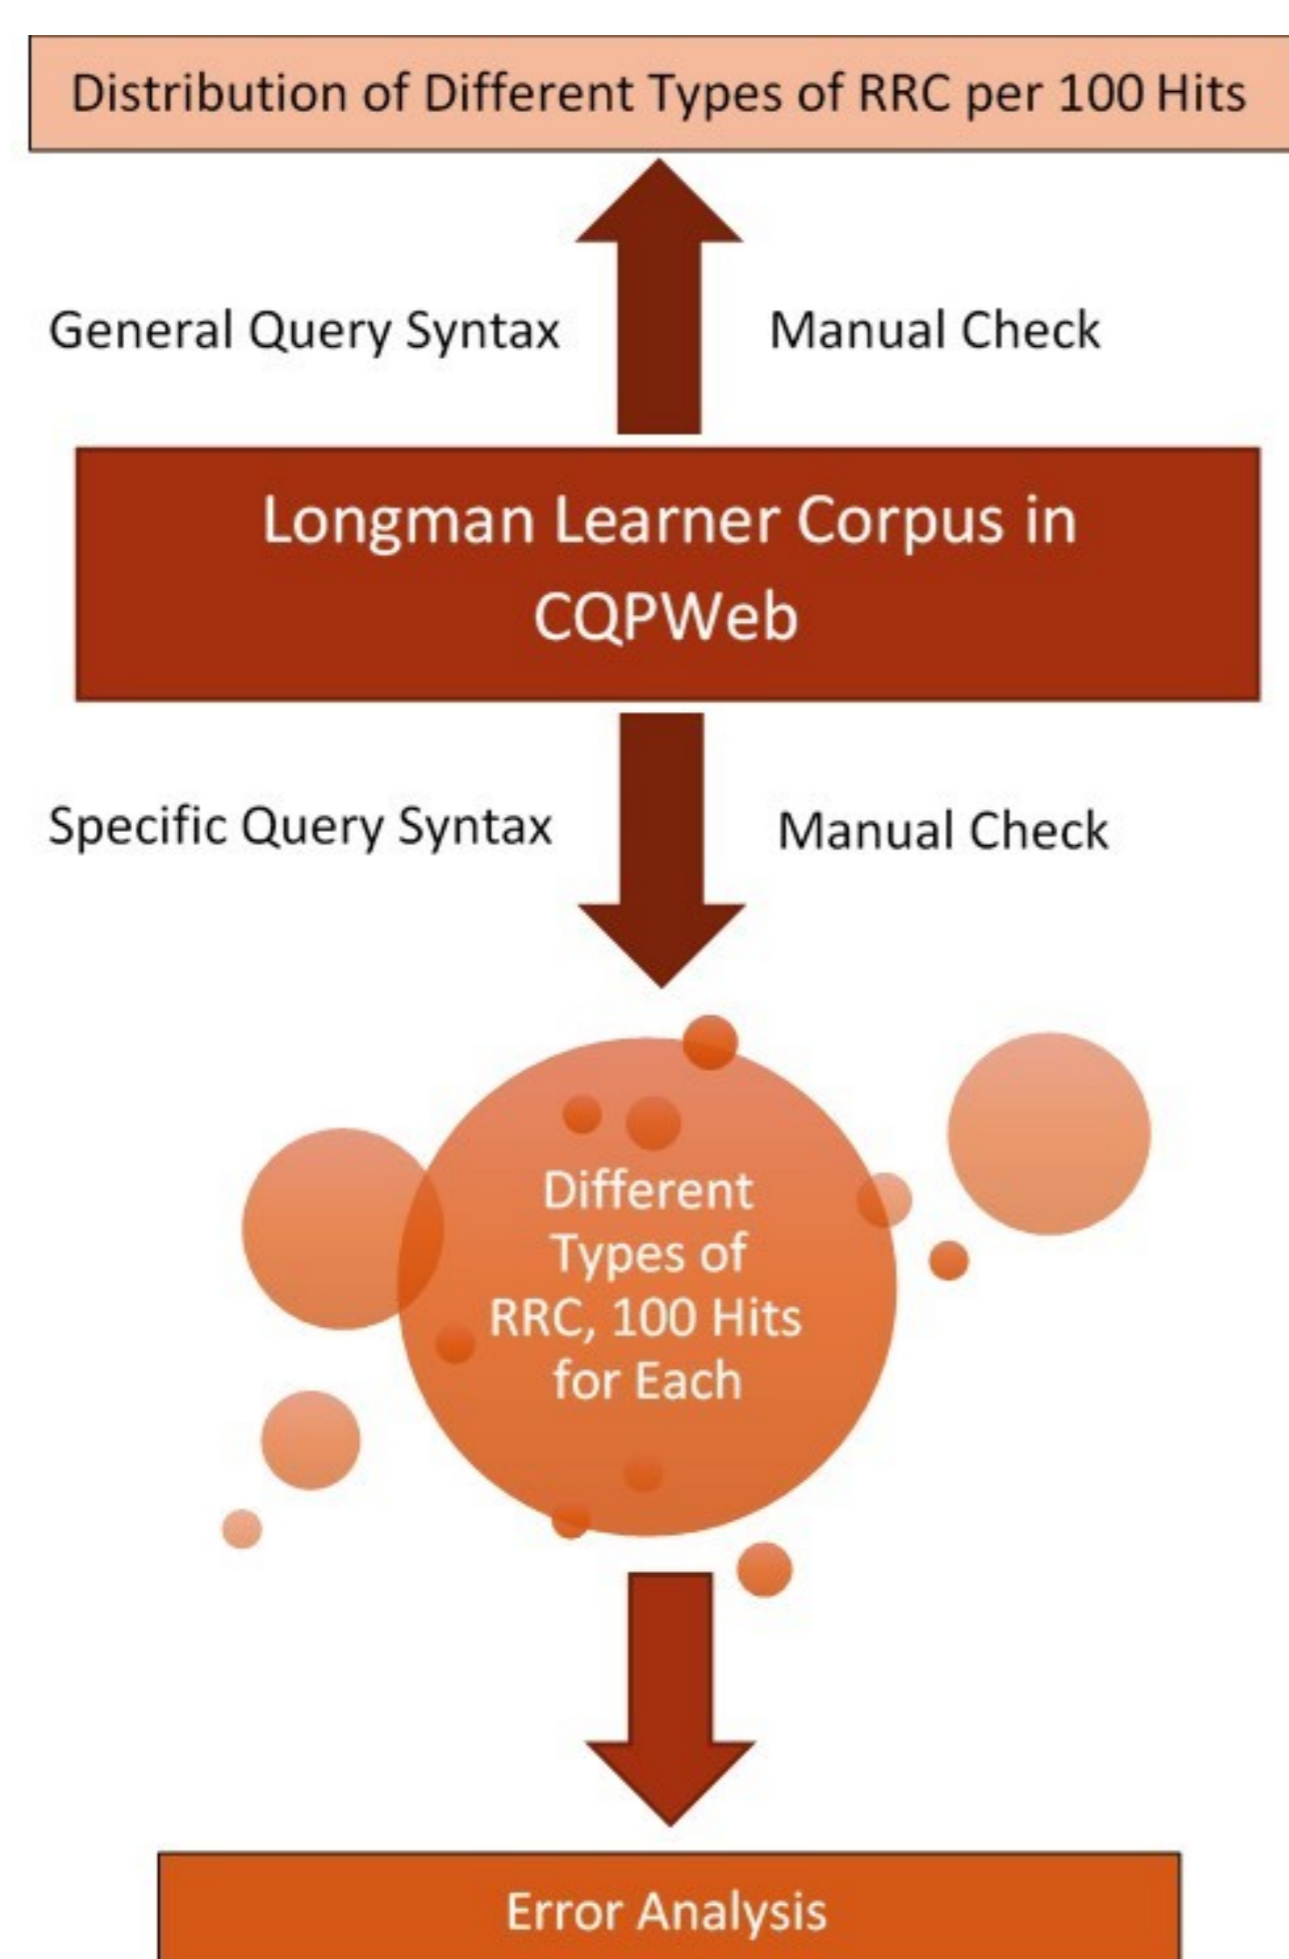 Distribution of Different Types of RRC per 100 Hits
General Query Syntax
Manual Check
Longman Learner Corpus in
CQPWeb
Specific Query Syntax
Manual Check
Different
Types of
RRC, 100 Hits
for Each
Error Analysis